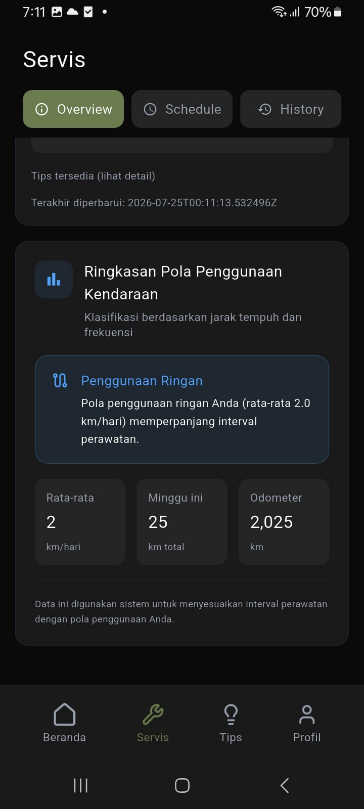 7:11
70%
Servis
Overview
Schedule
History
Tips tersedia (lihat detail)
Terakhir diperbarui: 2026-07-25T00:11:13.532496Z
Ringkasan Pola Penggunaan
Kendaraan
Klasifikasi berdasarkan jarak tempuh dan
frekuensi
Penggunaan Ringan
Pola penggunaan ringan Anda (rata-rata 2.0
km/hari) memperpanjang interval
perawatan.
Rata-rata
2
km/hari
Minggu ini
25
km total
Odometer
2,025
km
Data ini digunakan sistem untuk menyesuaikan interval perawatan
dengan pola penggunaan Anda.
Beranda
Servis
Tips
Profil